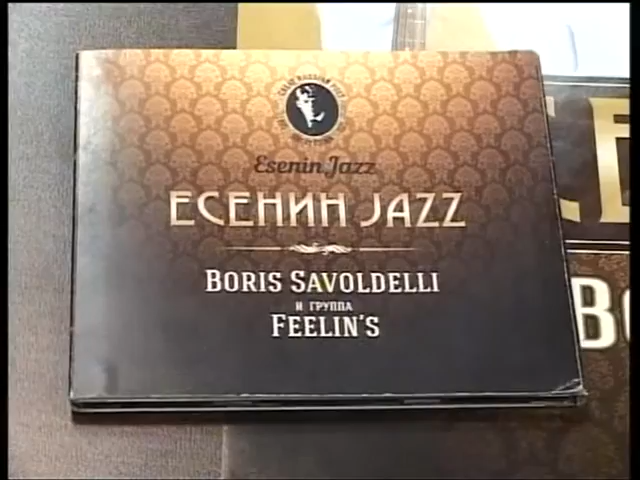 Esenin Jazz
ЕСЕНИН JAZZ
BORIS SAVOLDELLI
И ГРУППА
FEELIN'S